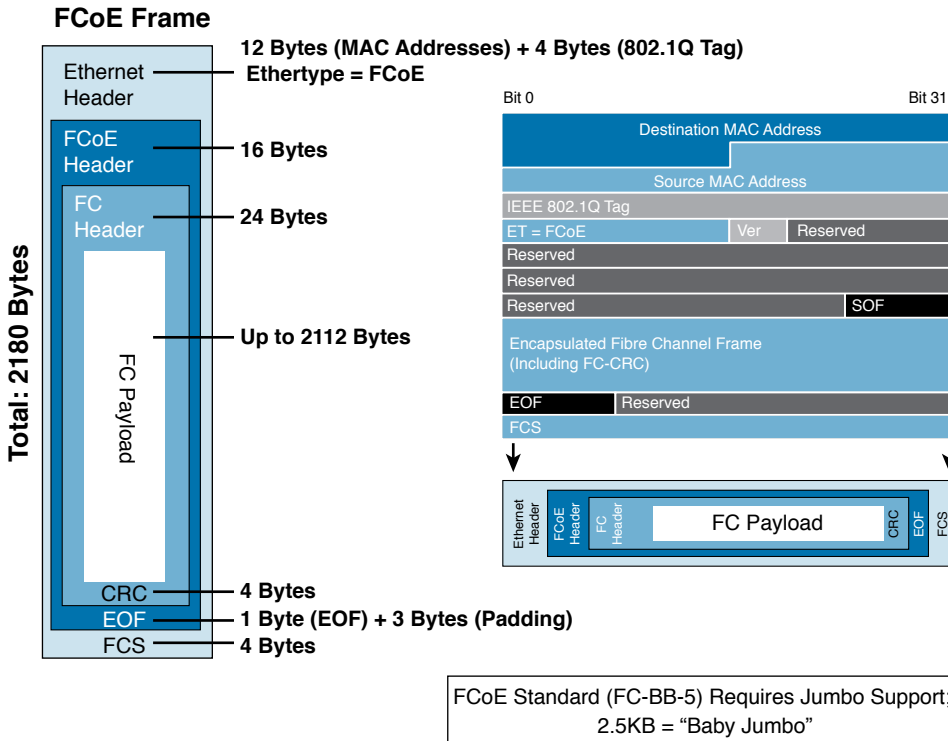 FCoE Frame
12 Bytes (MAC Addresses) + 4 Bytes (802.1Q Tag)
Ethertype = FCoE
Ethernet
Header
FCoE
Header
16 Bytes
FC
Header
24 Bytes
Total: 2180 Bytes
Up to 2112 Bytes
FC Payload
CRC
4 Bytes
EOF
1 Byte (EOF) + 3 Bytes (Padding)
FCS
4 Bytes
Bit 0
Bit 31
Destination MAC Address
Source MAC Address
IEEE 802.1Q Tag
ET = FCoE
Ver
Reserved
Reserved
Reserved
Reserved
SOF
Encapsulated Fibre Channel Frame
(Including FC-CRC)
EOF
Reserved
FCS
Ethernet
Header
FCoE
Header
FC
Header
FC Payload
CRC
EOF
FCS
FCoE Standard (FC-BB-5) Requires Jumbo Support;
2.5KB = “Baby Jumbo”